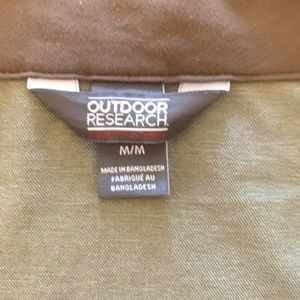 OUTDOOR
RESEARCH
M/M
MADE IN BANGLADESH
FABRIQUÉ AU
BANGLADESH